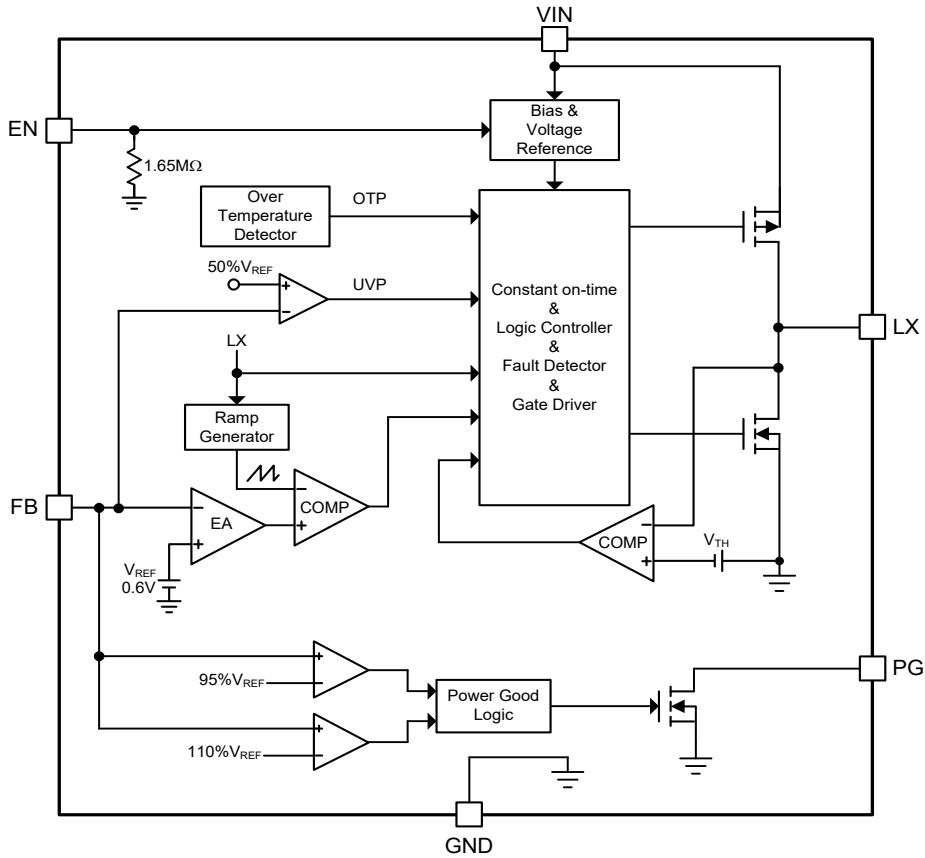 VIN
EN
Bias &
Voltage
Reference
1.65MΩ
Over
Temperature
Detector
OTP
50%VREF
+
−
UVP
Constant on-time
&
Logic Controller
&
Fault Detector
&
Gate Driver
LX
LX
Ramp
Generator
FB
−
EA
+
−
COMP
+
−
COMP
+
VTH
VREF
0.6V
+
−
95%VREF
Power Good
Logic
PG
+
−
110%VREF
GND